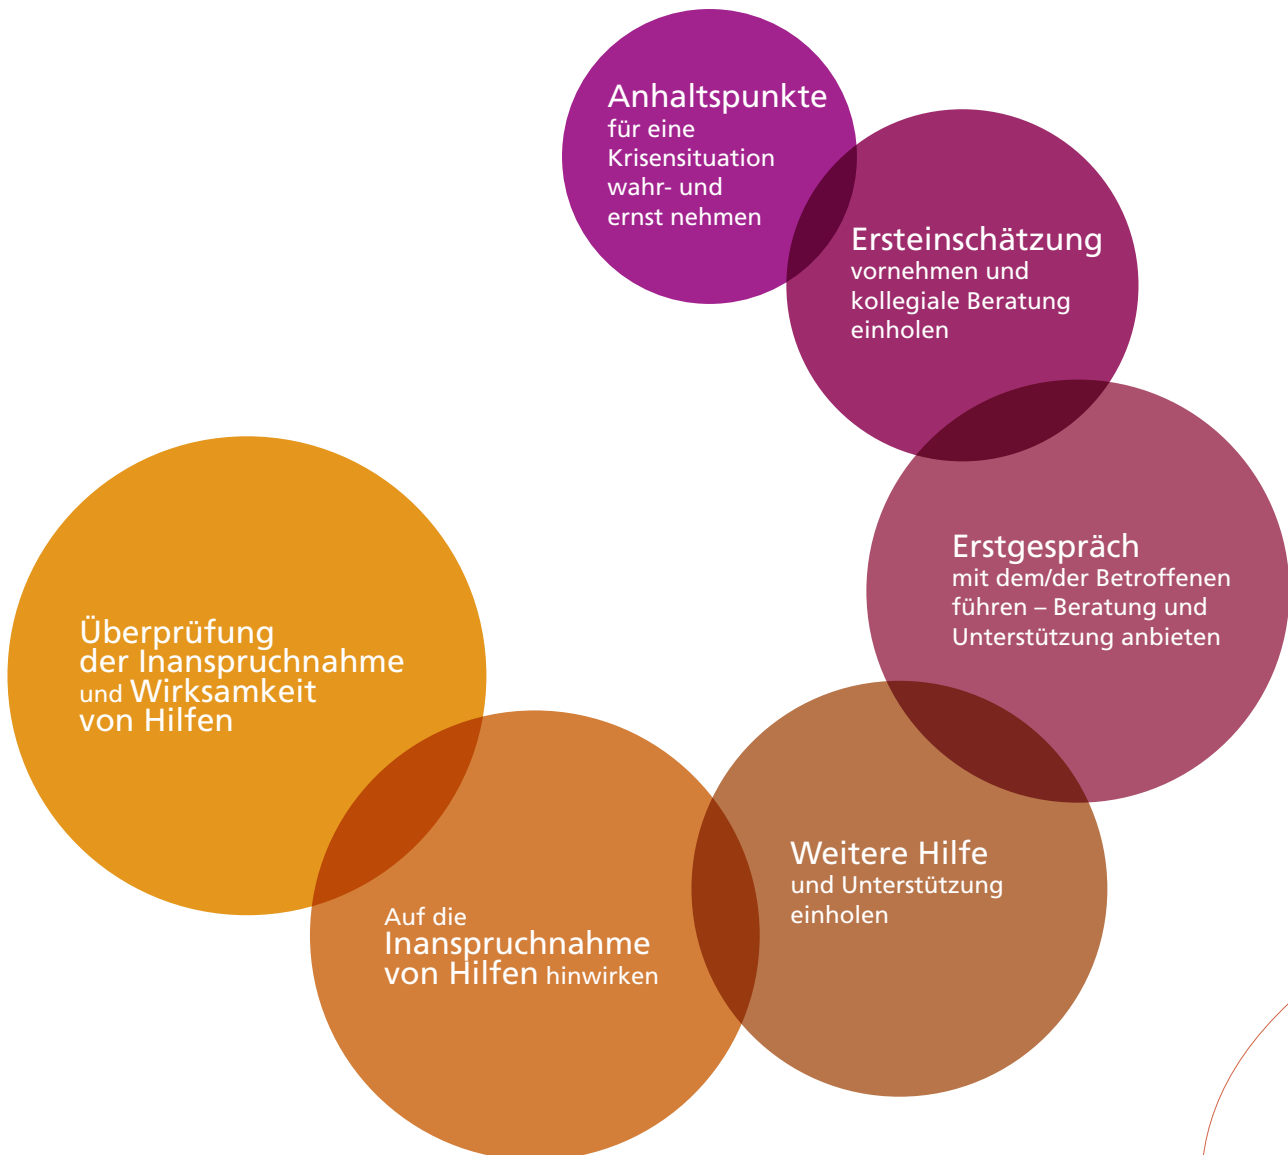 Anhaltspunkte
für eine
Krisensituation
wahr- und
ernst nehmen
Ersteinschätzung
vornehmen und
kollegiale Beratung
einholen
Erstgespräch
mit dem/der Betroffenen
führen – Beratung und
Unterstützung anbieten
Weitere Hilfe
und Unterstützung
einholen
Auf die
Inanspruchnahme
von Hilfen hinwirken
Überprüfung
der Inanspruchnahme
und Wirksamkeit
von Hilfen